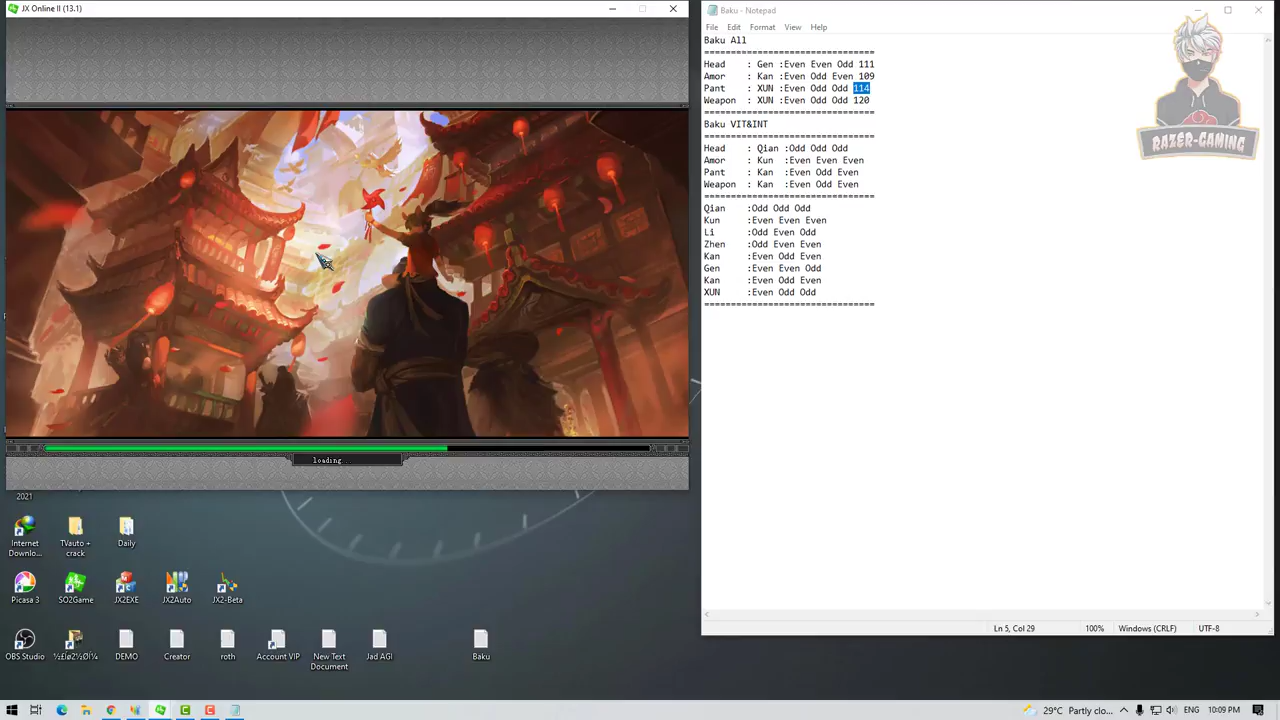 JX Online II (13.1)
loading...
Baku - Notepad
File Edit Format View Help
Baku All
================================
Head : Gen :Even Even Odd 111
Amor : Kan :Even Odd Even 109
Pant : XUN :Even Odd Odd 114
Weapon : XUN :Even Odd Odd 120
================================
Baku VIT&INT
================================
Head : Qian :Odd Odd Odd
Amor : Kun :Even Even Even
Pant : Kan :Even Odd Even
Weapon : Kan :Even Odd Even
================================
Qian :Odd Odd Odd
Kun :Even Even Even
Li :Odd Even Odd
Zhen :Odd Even Even
Kan :Even Odd Even
Gen :Even Even Odd
Kan :Even Odd Even
XUN :Even Odd Odd
================================
Ln 5, Col 29 100% Windows (CRLF) UTF-8
RAZER-GAMING
2021
Internet Downlo...
TVauto + crack
Daily
Picasa 3
SO2Game
JX2EXE
JX2Auto
JX2-Beta
OBS Studio
½ÉÏø2½ØÍ¼
DEMO
Creator
roth
Account VIP
New Text Document
Jad AGI
Baku
29°C Partly clo...
ENG
10:09 PM